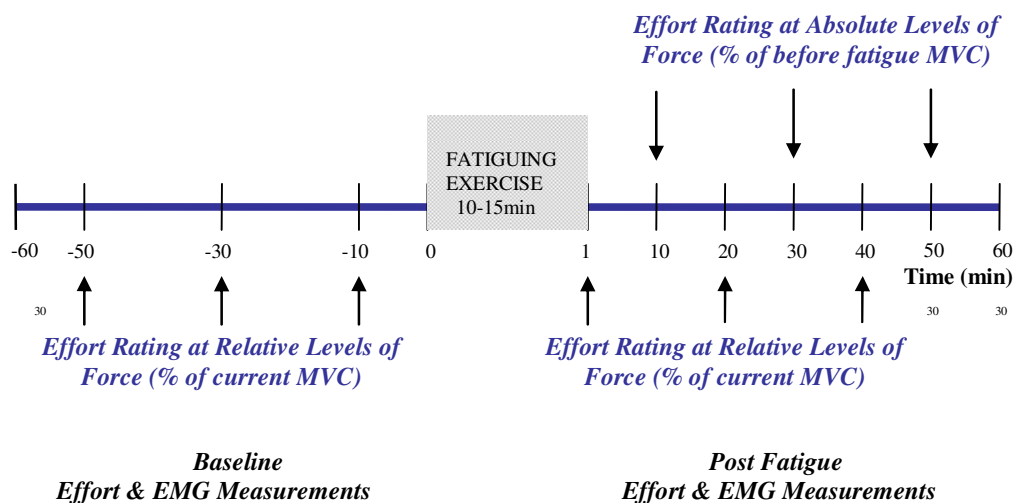 Effort Rating at Absolute Levels of
Force (% of before fatigue MVC)
FATIGUING
EXERCISE
10-15min
-60 -50 -30 -10 0 1 10 20 30 40 50 60
Time (min)
30 30 30
Effort Rating at Relative Levels of
Force (% of current MVC)
Effort Rating at Relative Levels of
Force (% of current MVC)
Baseline
Effort & EMG Measurements
Post Fatigue
Effort & EMG Measurements